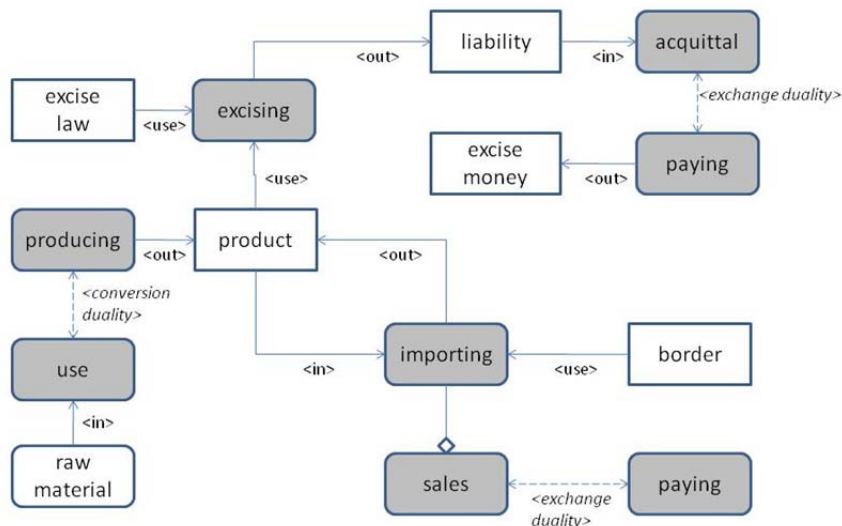 liability
acquittal
<out>
<in>
excise
law
<use>
excising
<exchange duality>
excise
money
<out>
paying
<use>
producing
<out>
product
<out>
<conversion
duality>
use
<in>
importing
<use>
border
<in>
raw
material
sales
<exchange
duality>
paying